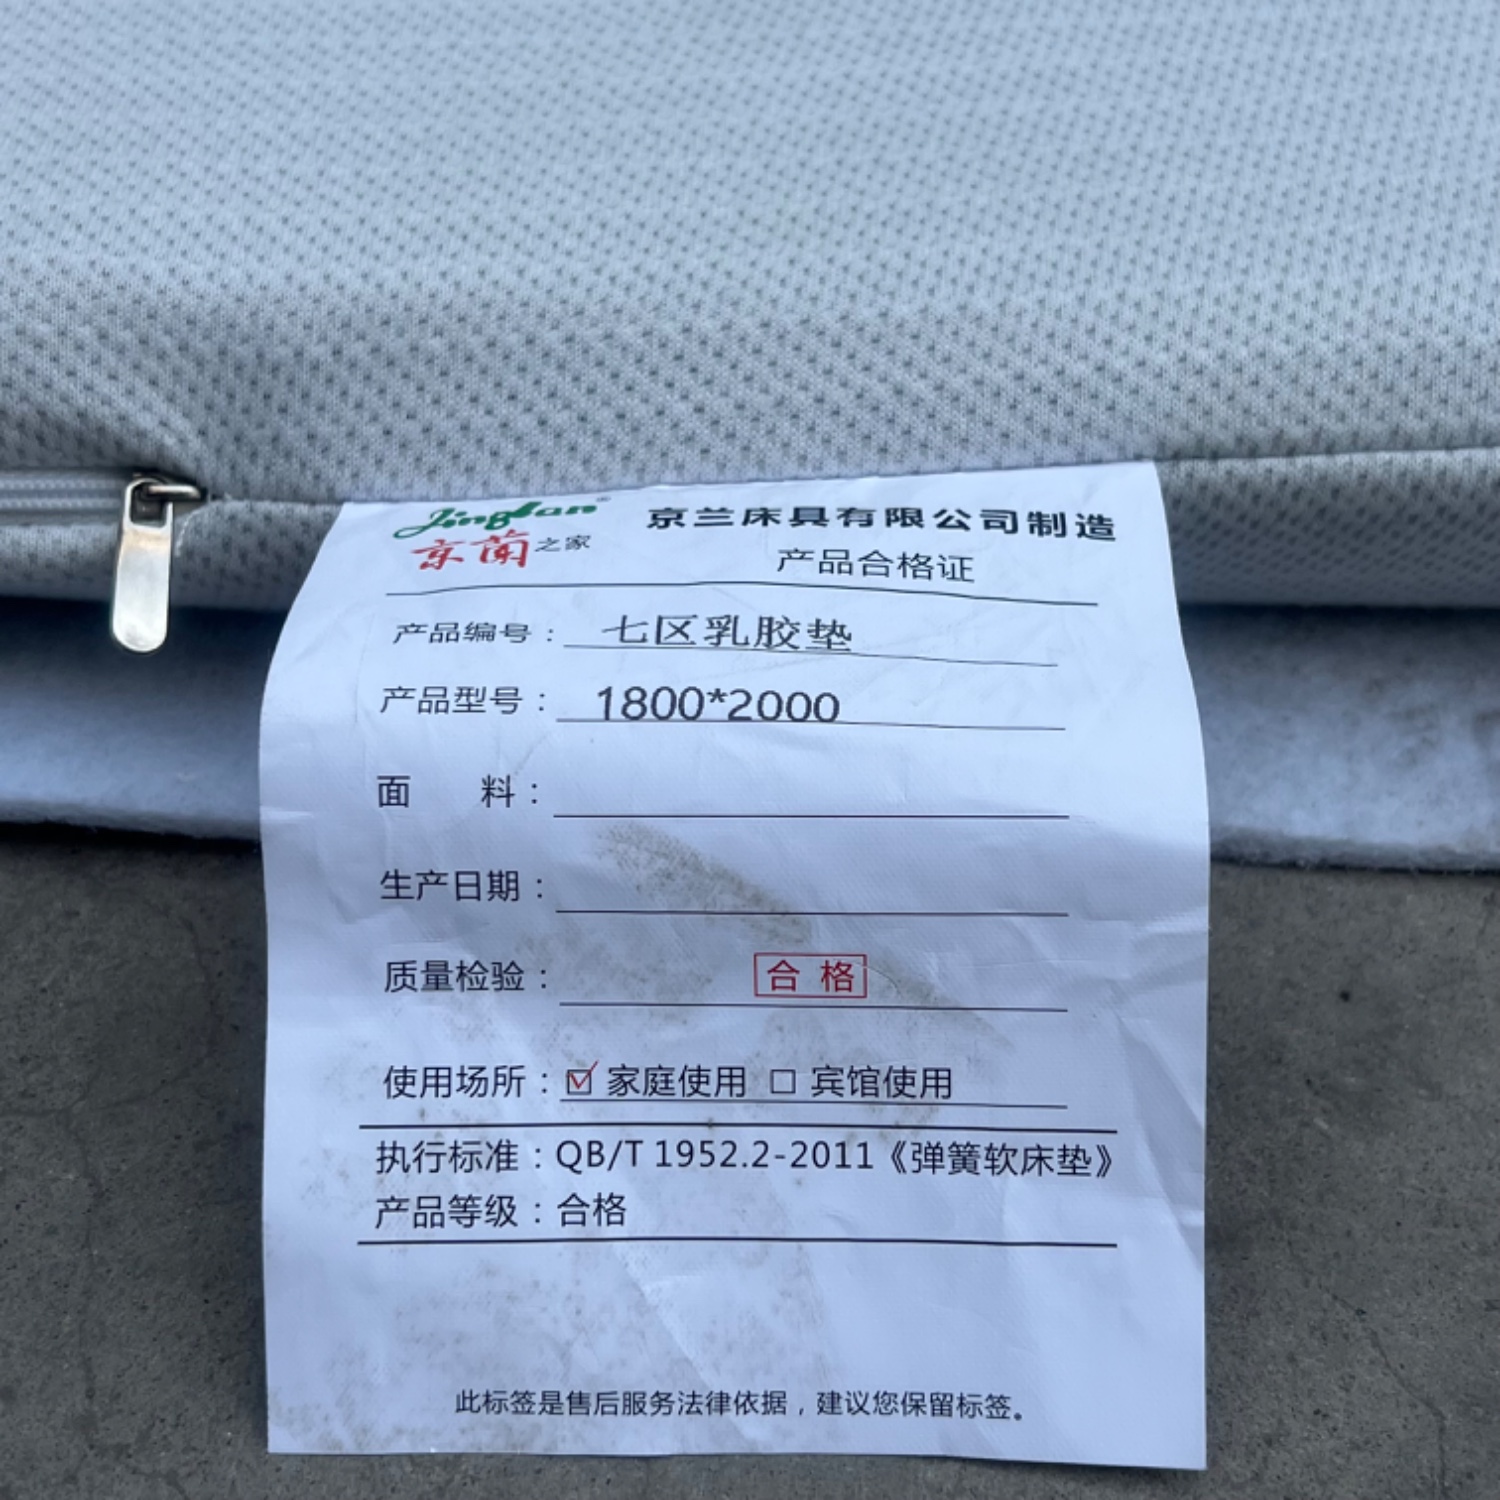 Jinglan®
京蘭之家
京兰床具有限公司制造
产品合格证
产品编号：七区乳胶垫
产品型号：1800*2000
面 料：
生产日期：
质量检验：合格
使用场所：☑家庭使用 □宾馆使用
执行标准：QB/T 1952.2-2011《弹簧软床垫》
产品等级：合格
此标签是售后服务法律依据，建议您保留标签。